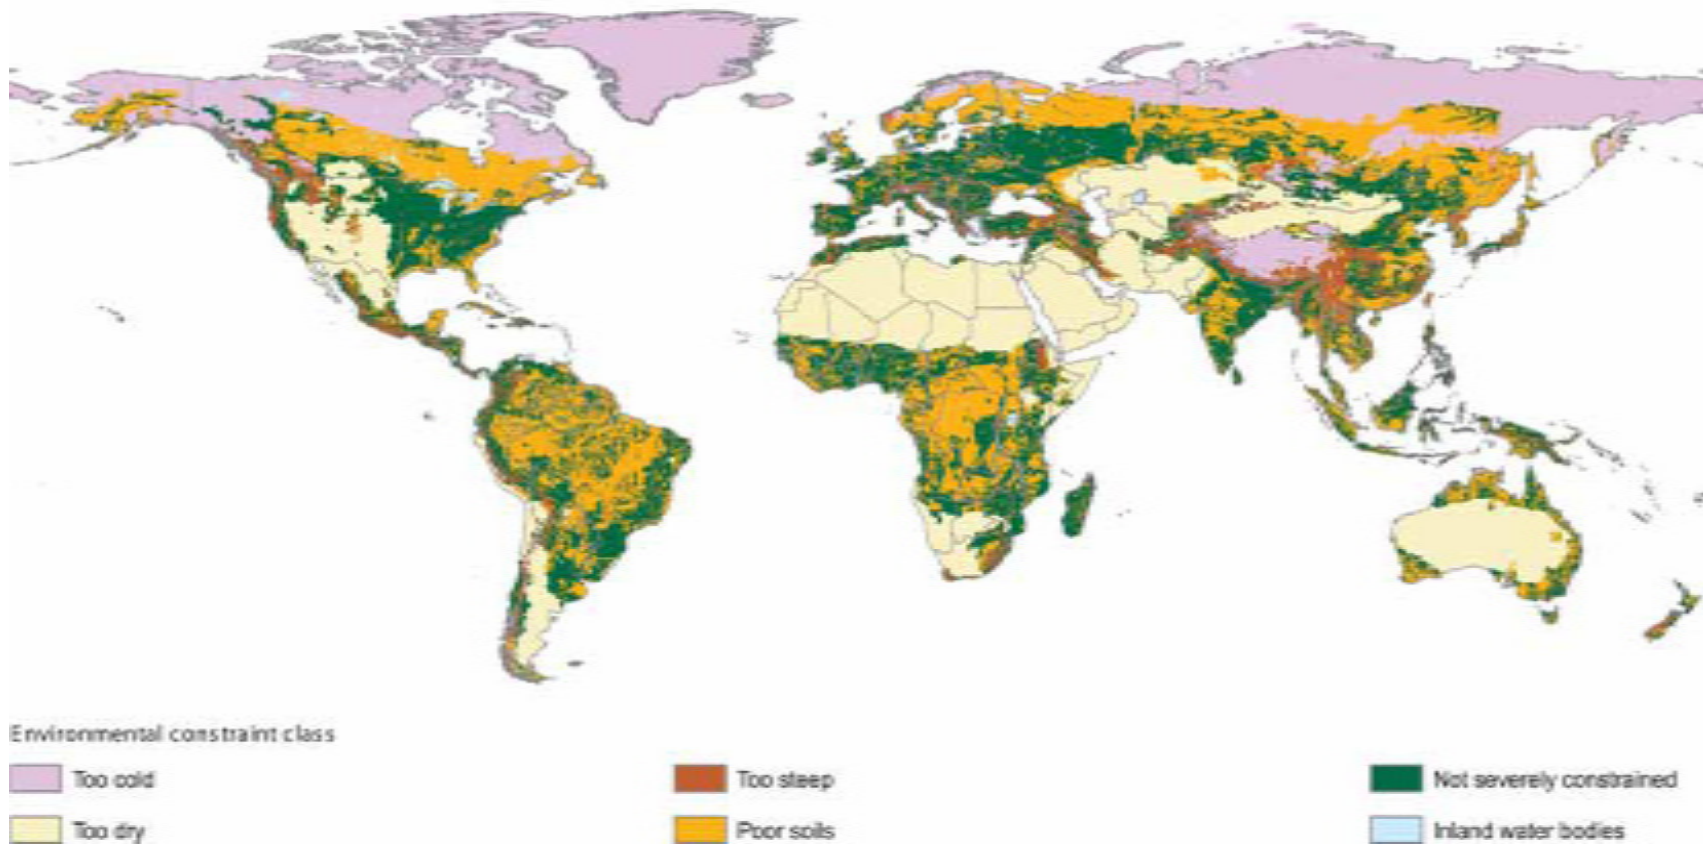 Environmental constraint class
Too cold
Too steep
Not severely constrained
Too dry
Poor soils
Inland water bodies